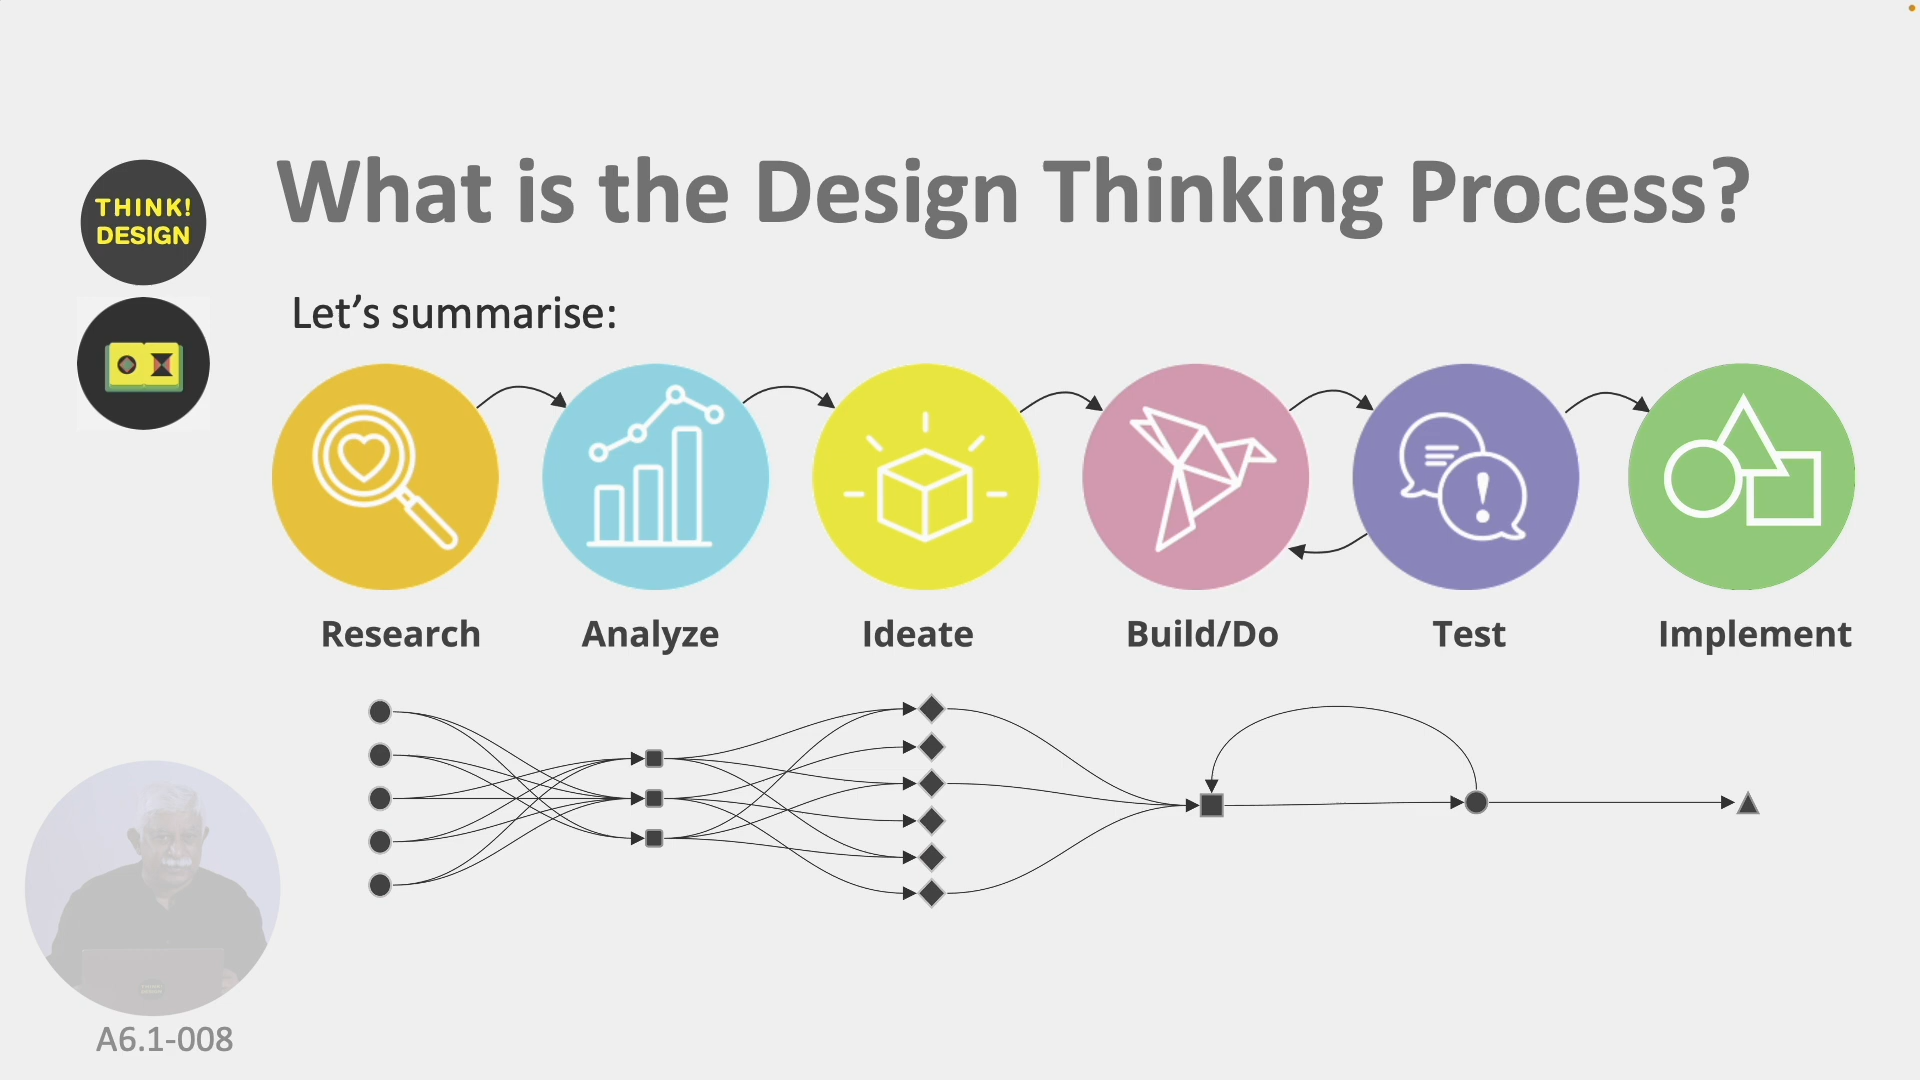 THINK!
DESIGN
What is the Design Thinking Process?
Let's summarise:
Research
Analyze
Ideate
Build/Do
Test
Implement
A6.1-008